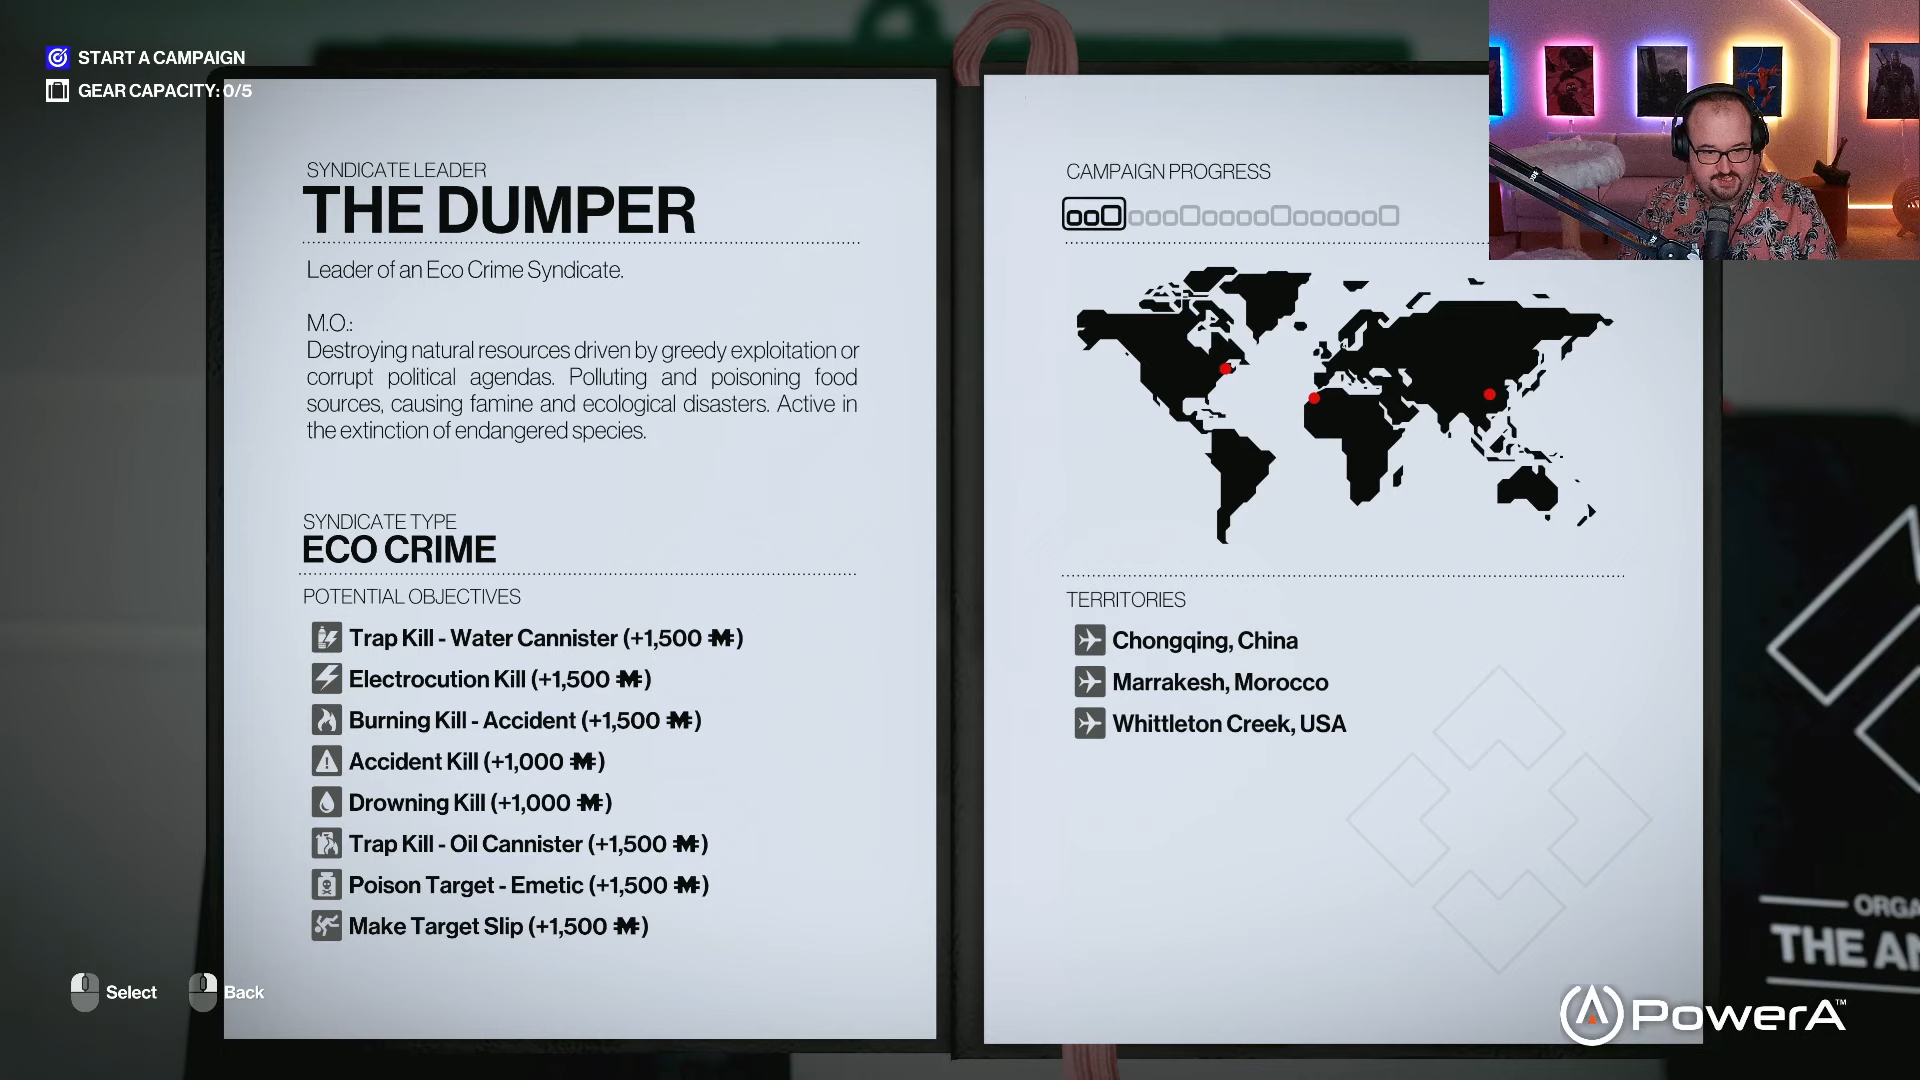 START A CAMPAIGN
GEAR CAPACITY: 0/5
SYNDICATE LEADER
THE DUMPER
Leader of an Eco Crime Syndicate.
M.O.:
Destroying natural resources driven by greedy exploitation or
corrupt political agendas. Polluting and poisoning food
sources, causing famine and ecological disasters. Active in
the extinction of endangered species.
SYNDICATE TYPE
ECO CRIME
POTENTIAL OBJECTIVES
Trap Kill - Water Cannister (+1,500 M)
Electrocution Kill (+1,500 M)
Burning Kill - Accident (+1,500 M)
Accident Kill (+1,000 M)
Drowning Kill (+1,000 M)
Trap Kill - Oil Cannister (+1,500 M)
Poison Target - Emetic (+1,500 M)
Make Target Slip (+1,500 M)
Select
Back
CAMPAIGN PROGRESS
TERRITORIES
Chongqing, China
Marrakesh, Morocco
Whittleton Creek, USA
PowerA™